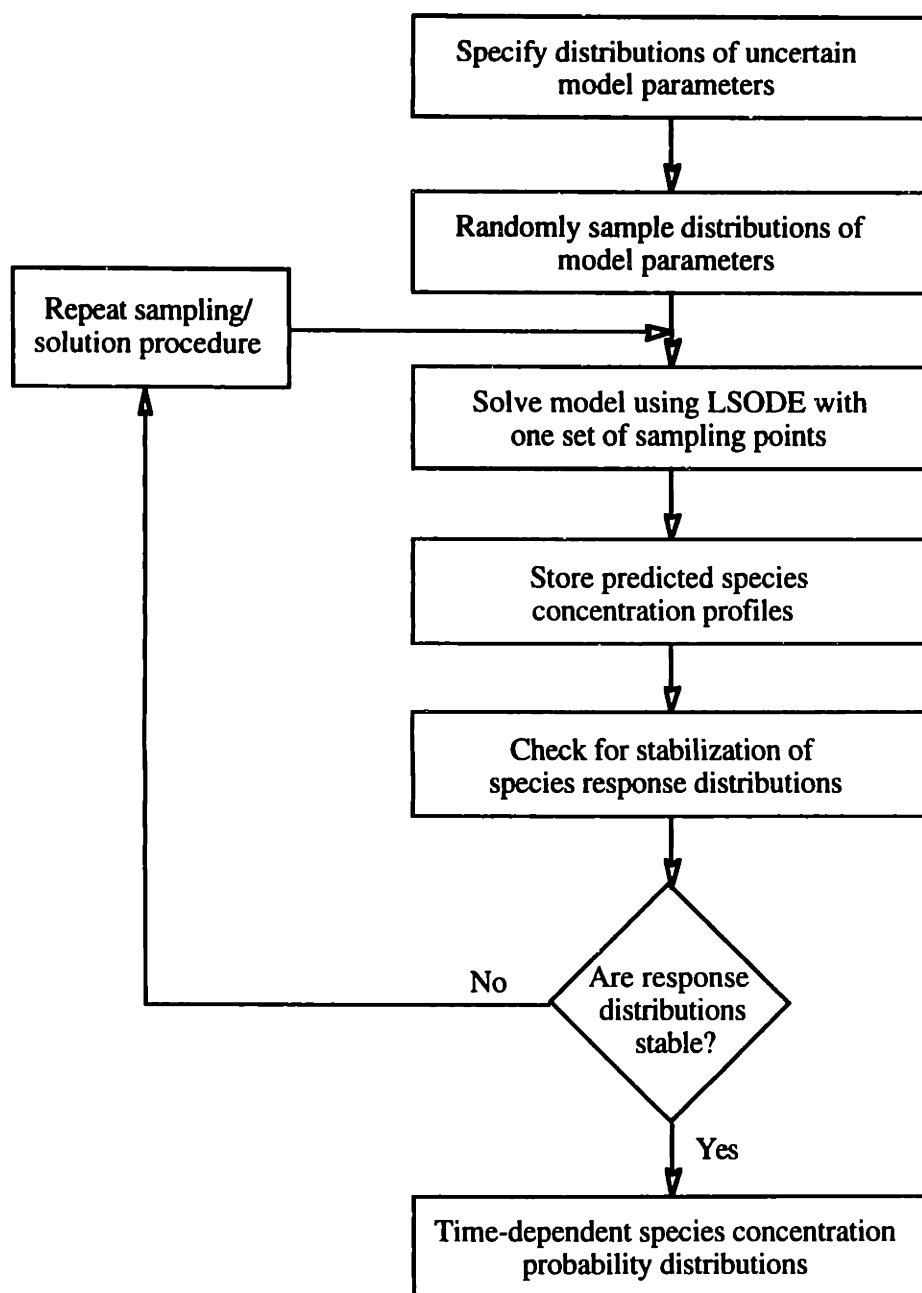 Specify distributions of uncertain
model parameters
Randomly sample distributions of
model parameters
Repeat sampling/
solution procedure
Solve model using LSODE with
one set of sampling points
Store predicted species
concentration profiles
Check for stabilization of
species response distributions
No
Are response
distributions
stable?
Yes
Time-dependent species concentration
probability distributions